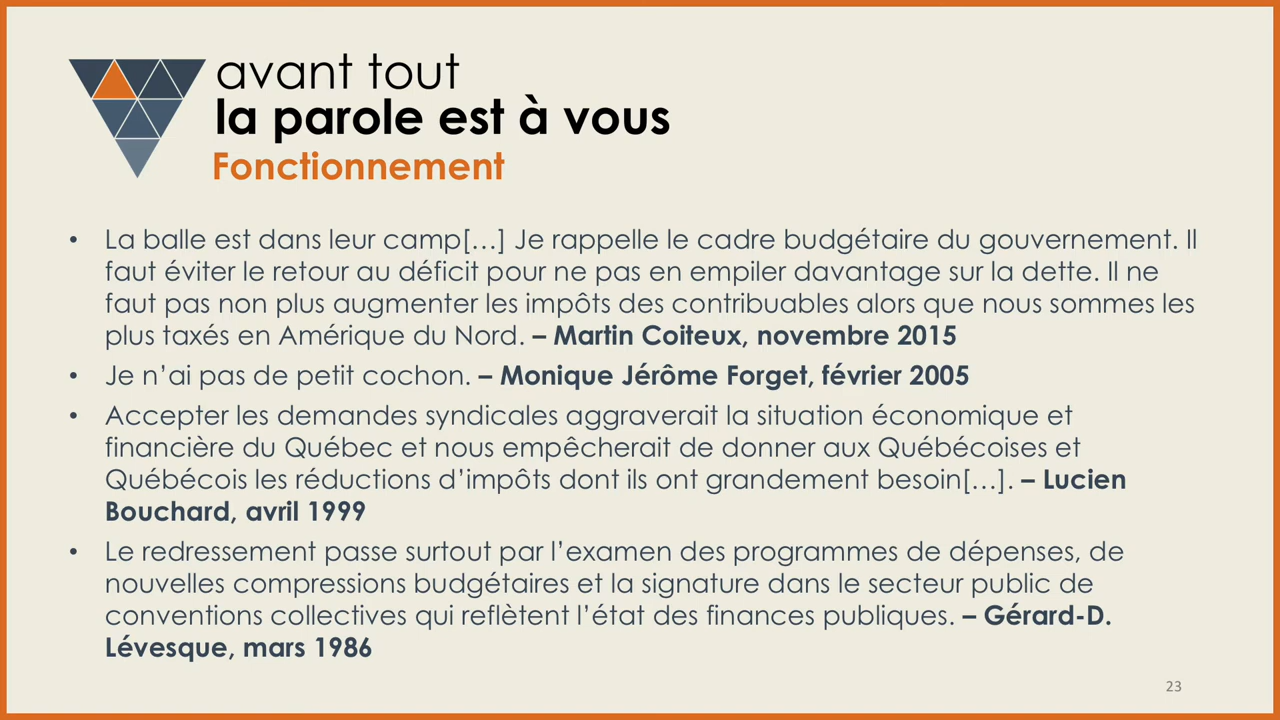 avant tout
la parole est à vous
Fonctionnement
• La balle est dans leur camp[…] Je rappelle le cadre budgétaire du gouvernement. Il
faut éviter le retour au déficit pour ne pas en empiler davantage sur la dette. Il ne
faut pas non plus augmenter les impôts des contribuables alors que nous sommes les
plus taxés en Amérique du Nord. – Martin Coiteux, novembre 2015
• Je n’ai pas de petit cochon. – Monique Jérôme Forget, février 2005
• Accepter les demandes syndicales aggraverait la situation économique et
financière du Québec et nous empêcherait de donner aux Québécoises et
Québécois les réductions d’impôts dont ils ont grandement besoin[…]. – Lucien
Bouchard, avril 1999
• Le redressement passe surtout par l’examen des programmes de dépenses, de
nouvelles compressions budgétaires et la signature dans le secteur public de
conventions collectives qui reflètent l’état des finances publiques. – Gérard-D.
Lévesque, mars 1986
23